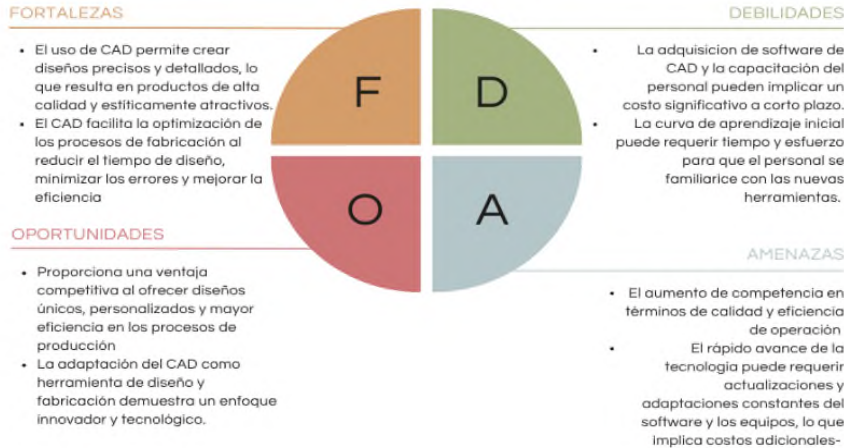 FORTALEZAS
• El uso de CAD permite crear
diseños precisos y detallados, lo
que resulta en productos de alta
calidad y estíticamente atractivos.
• El CAD facilita la optimización de
los procesos de fabricación al
reducir el tiempo de diseño,
minimizar los errores y mejorar la
eficiencia
F
D
DEBILIDADES
• La adquisicion de software de
CAD y la capacitación del
personal pueden implicar un
costo significativo a corto plazo.
• La curva de aprendizaje inicial
puede requerir tiempo y esfuerzo
para que el personal se
familiarice con las nuevas
herramientas.
OPORTUNIDADES
• Proporciona una ventaja
competitiva al ofrecer diseños
únicos, personalizados y mayor
eficiencia en los procesos de
producción
• La adaptación del CAD como
herramienta de diseño y
fabricación demuestra un enfoque
innovador y tecnológico.
O
A
AMENAZAS
• El aumento de competencia en
términos de calidad y eficiencia
de operación
• El rápido avance de la
tecnología puede requerir
actualizaciones y
adaptaciones constantes del
software y los equipos, lo que
implica costos adicionales-